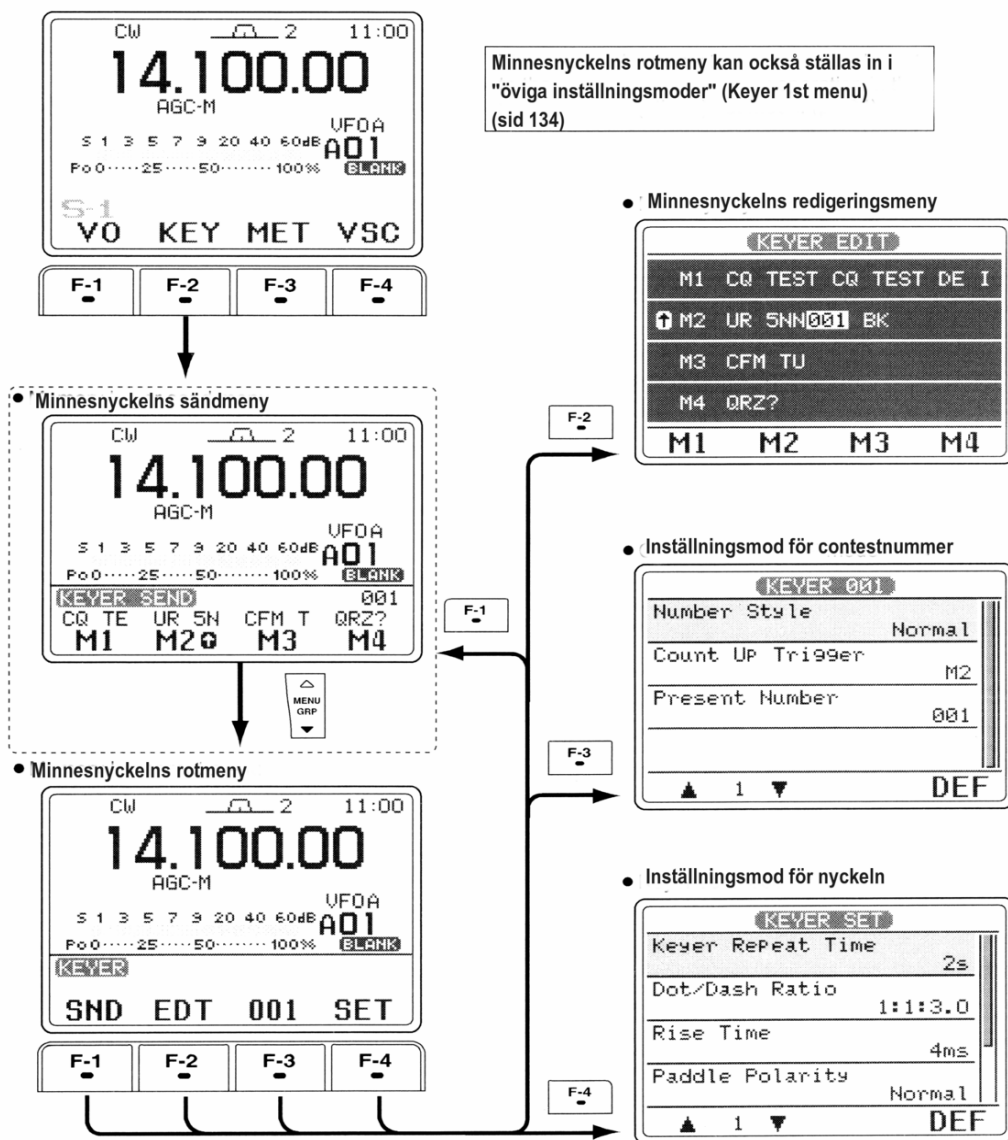 CW 2 11:00
14.100.00
AGC-M
VFOA
S 1 3 5 7 9 20 40 60dB A01
Po0·····25·····50·······100% BLANK
S-1
VO KEY MET VSC
F-1 F-2 F-3 F-4
Minnesnyckelns rotmeny kan också ställas in i
"övriga inställningsmoder" (Keyer 1st menu)
(sid 134)
• Minnesnyckelns sändmeny
CW 2 11:00
14.100.00
AGC-M
VFOA
S 1 3 5 7 9 20 40 60dB A01
Po0·····25·····50·······100% BLANK
KEYER SEND 001
CQ TE UR 5N CFM T QRZ?
M1 M2 M3 M4
MENU
GRP
F-1
• Minnesnyckelns rotmeny
CW 2 11:00
14.100.00
AGC-M
VFOA
S 1 3 5 7 9 20 40 60dB A01
Po0·····25·····50·······100% BLANK
KEYER
SND EDT 001 SET
F-1 F-2 F-3 F-4
• Minnesnyckelns redigeringsmeny
F-2
KEYER EDIT
M1 CQ TEST CQ TEST DE I
↑ M2 UR 5NN001 BK
M3 CFM TU
M4 QRZ?
M1 M2 M3 M4
• Inställningsmod för contestnummer
F-3
KEYER 001
Number Style
Normal
Count Up Trigger
M2
Present Number
001
▲ 1 ▼ DEF
• Inställningsmod för nyckeln
F-4
KEYER SET
Keyer Repeat Time
2s
Dot/Dash Ratio
1:1:3.0
Rise Time
4ms
Paddle Polarity
Normal
▲ 1 ▼ DEF